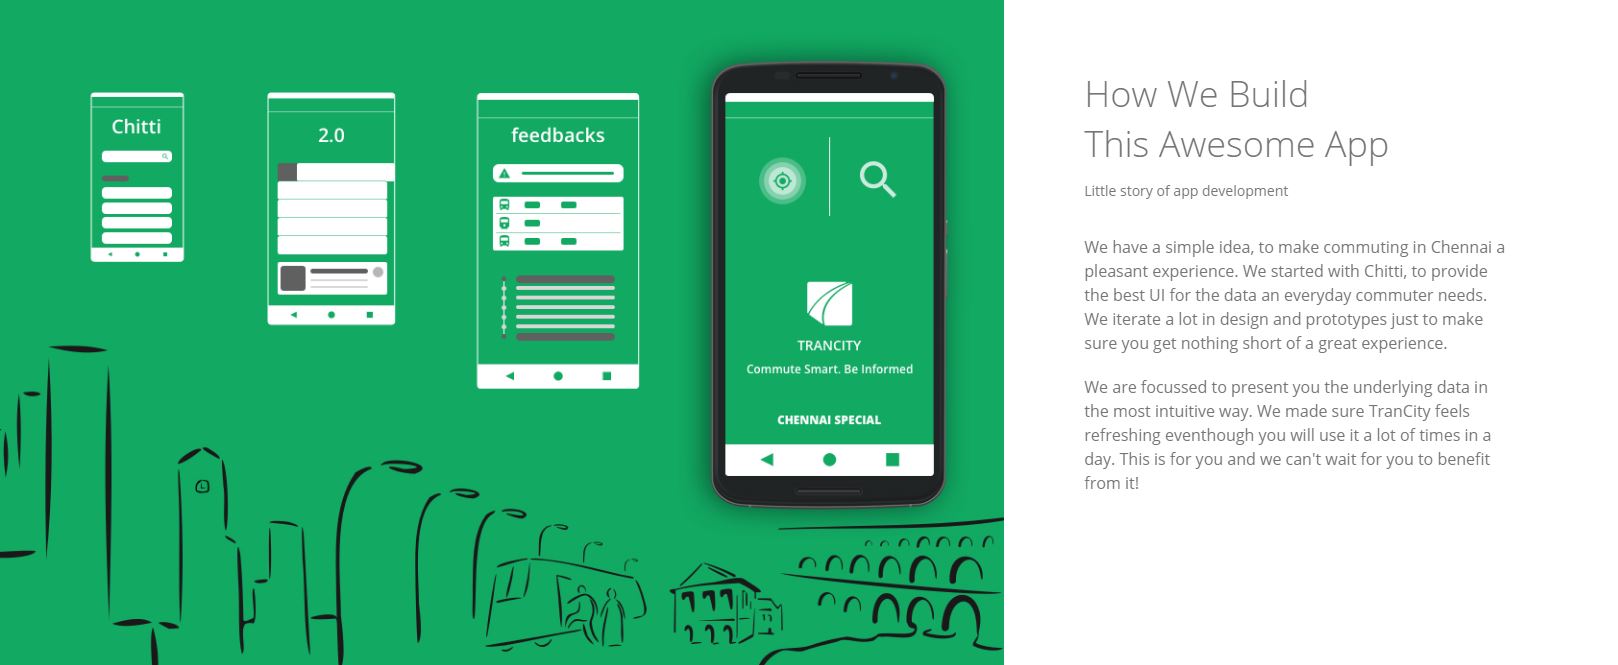 Chitti
2.0
feedbacks
TRANCITY
Commute Smart. Be Informed
CHENNAI SPECIAL
How We Build
This Awesome App
Little story of app development
We have a simple idea, to make commuting in Chennai a
pleasant experience. We started with Chitti, to provide
the best UI for the data an everyday commuter needs.
We iterate a lot in design and prototypes just to make
sure you get nothing short of a great experience.
We are focussed to present you the underlying data in
the most intuitive way. We made sure TranCity feels
refreshing eventhough you will use it a lot of times in a
day. This is for you and we can't wait for you to benefit
from it!